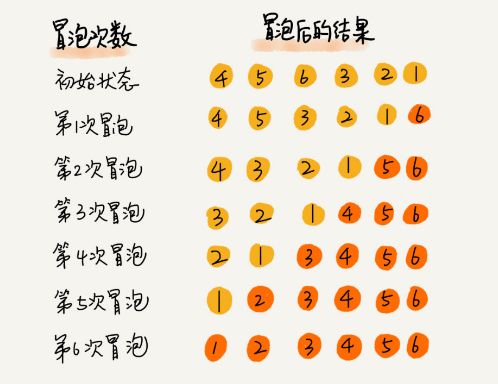 冒泡次数 冒泡后的结果
初始状态 4 5 6 3 2 1
第1次冒泡 4 5 3 2 1 6
第2次冒泡 4 3 2 1 5 6
第3次冒泡 3 2 1 4 5 6
第4次冒泡 2 1 3 4 5 6
第5次冒泡 1 2 3 4 5 6
第6次冒泡 1 2 3 4 5 6